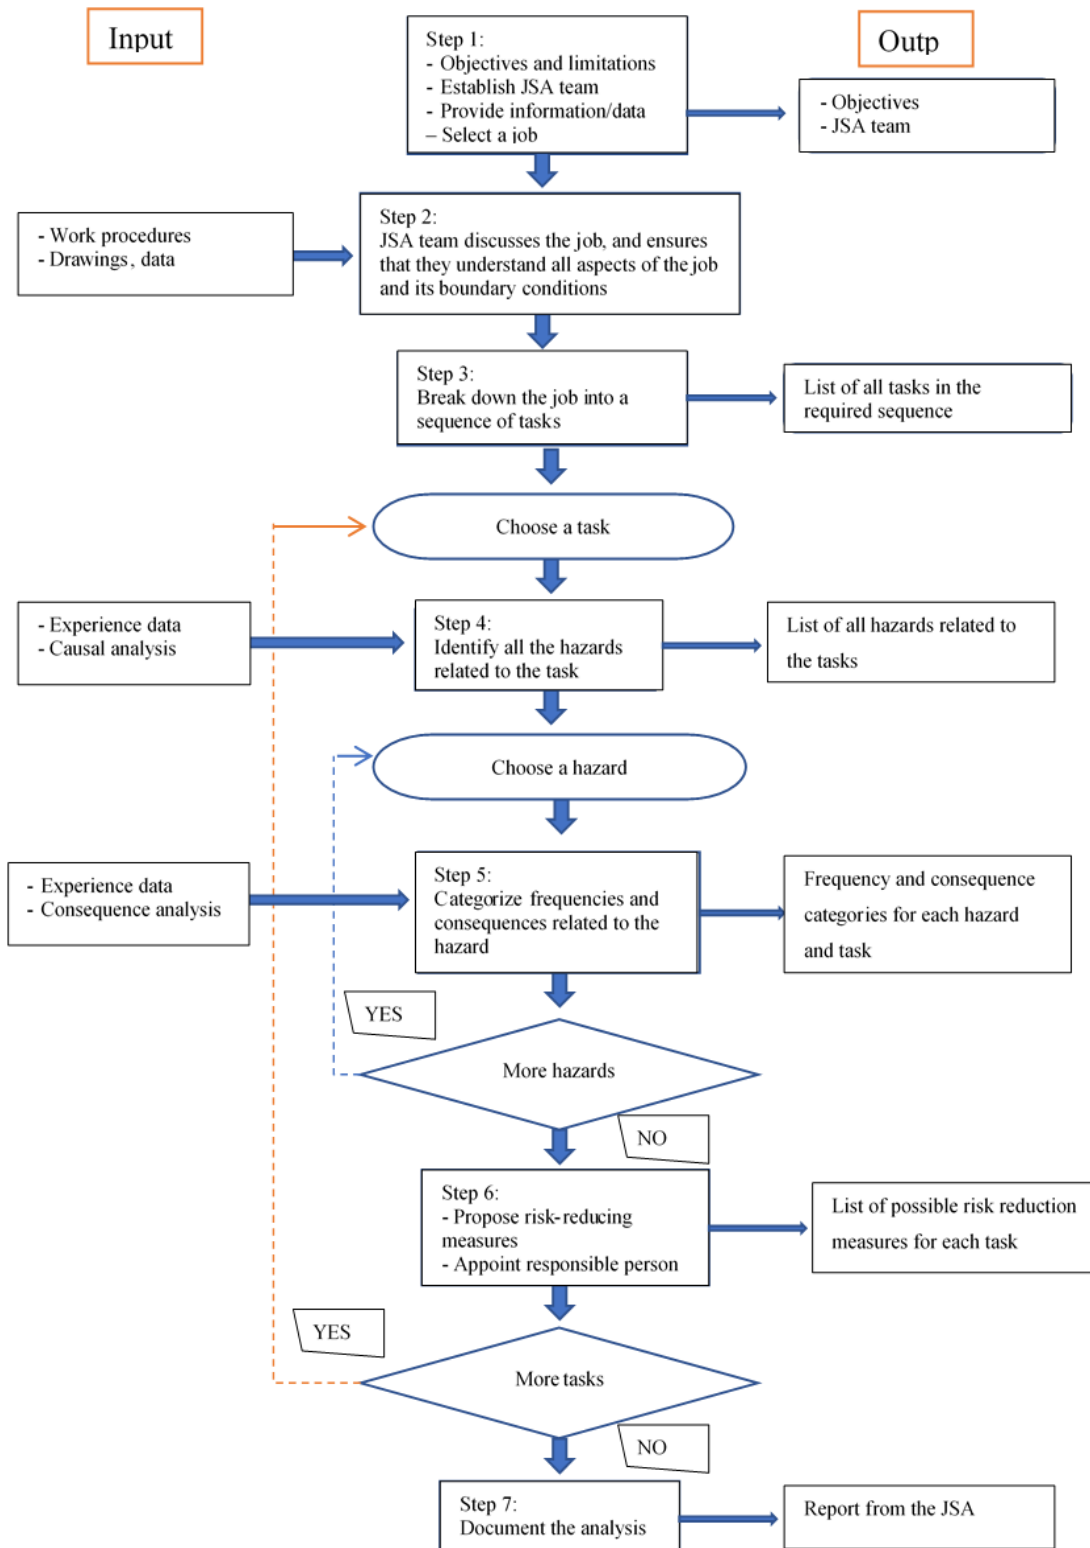 Input
Outp
Step 1:
- Objectives and limitations
- Establish JSA team
- Provide information/data
– Select a job
- Objectives
- JSA team
- Work procedures
- Drawings, data
Step 2:
JSA team discusses the job, and ensures
that they understand all aspects of the job
and its boundary conditions
Step 3:
Break down the job into a
sequence of tasks
List of all tasks in the
required sequence
Choose a task
- Experience data
- Causal analysis
Step 4:
Identify all the hazards
related to the task
List of all hazards related to
the tasks
Choose a hazard
- Experience data
- Consequence analysis
Step 5:
Categorize frequencies and
consequences related to the
hazard
Frequency and consequence
categories for each hazard
and task
YES
More hazards
NO
Step 6:
- Propose risk-reducing
measures
- Appoint responsible person
List of possible risk reduction
measures for each task
YES
More tasks
NO
Step 7:
Document the analysis
Report from the JSA